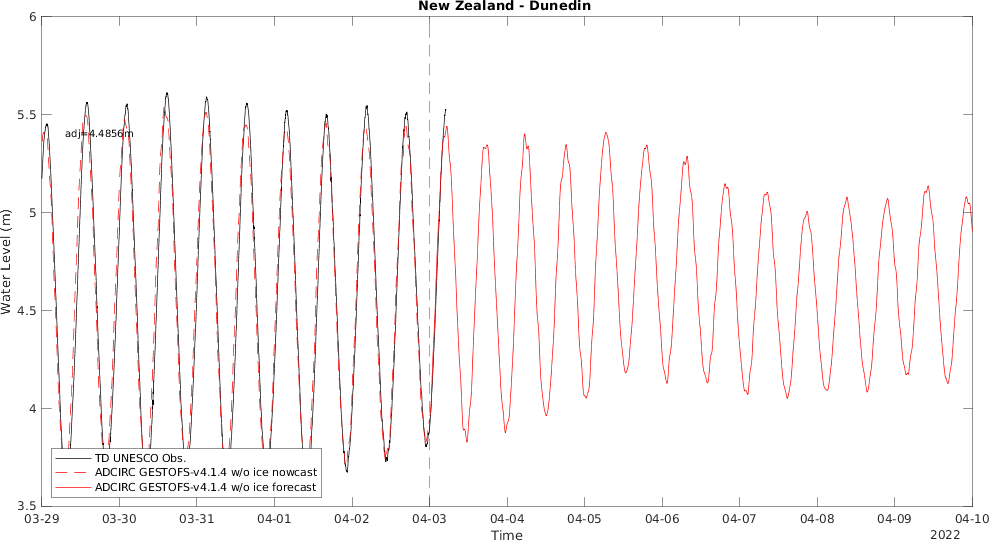 New Zealand - Dunedin
6
5.5
5
4.5
4
3.5
Water Level (m)
adj=4.4856m
TD UNESCO Obs.
ADCIRC GESTOFS-v4.1.4 w/o ice nowcast
ADCIRC GESTOFS-v4.1.4 w/o ice forecast
03-29 03-30 03-31 04-01 04-02 04-03 04-04 04-05 04-06 04-07 04-08 04-09 04-10
Time
2022